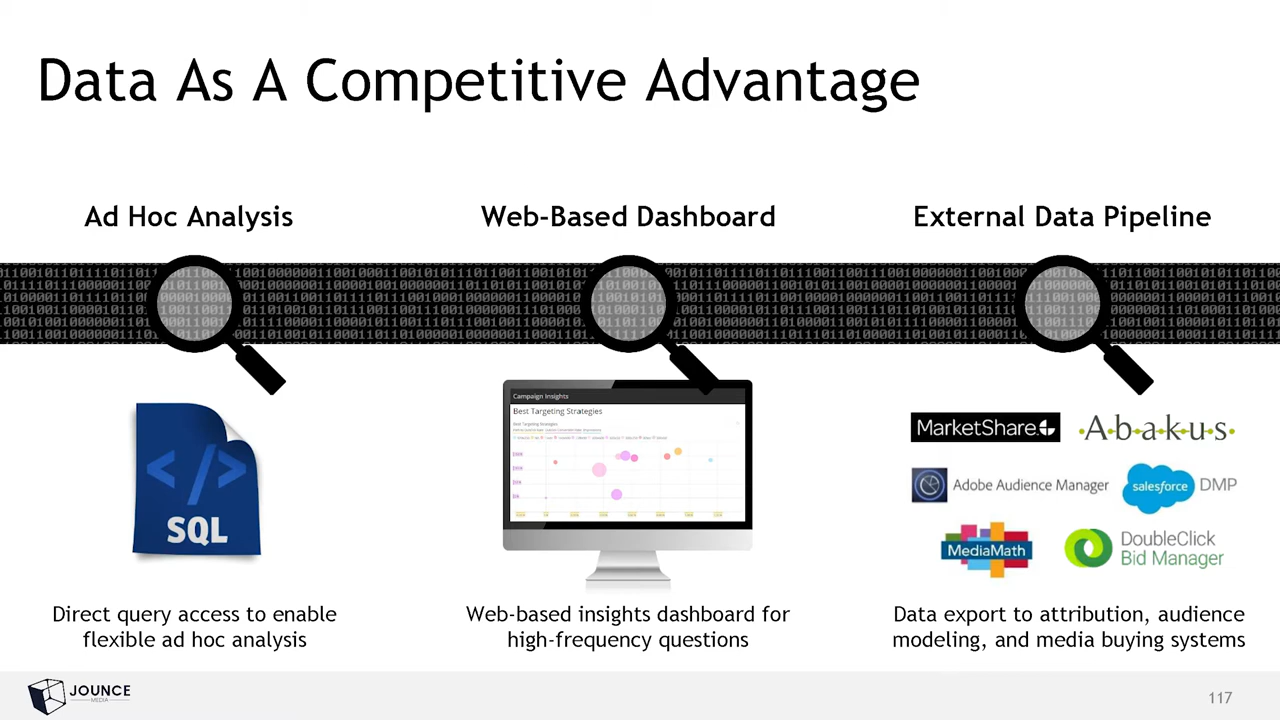 Data As A Competitive Advantage
Ad Hoc Analysis
Web-Based Dashboard
External Data Pipeline
</>
SQL
Campaign Insights
Best Targeting Strategies
Best Targeting Strategies
MarketShare
Abakus
Adobe Audience Manager
salesforce DMP
MediaMath
DoubleClick
Bid Manager
Direct query access to enable
flexible ad hoc analysis
Web-based insights dashboard for
high-frequency questions
Data export to attribution, audience
modeling, and media buying systems
JOUNCE
MEDIA
117